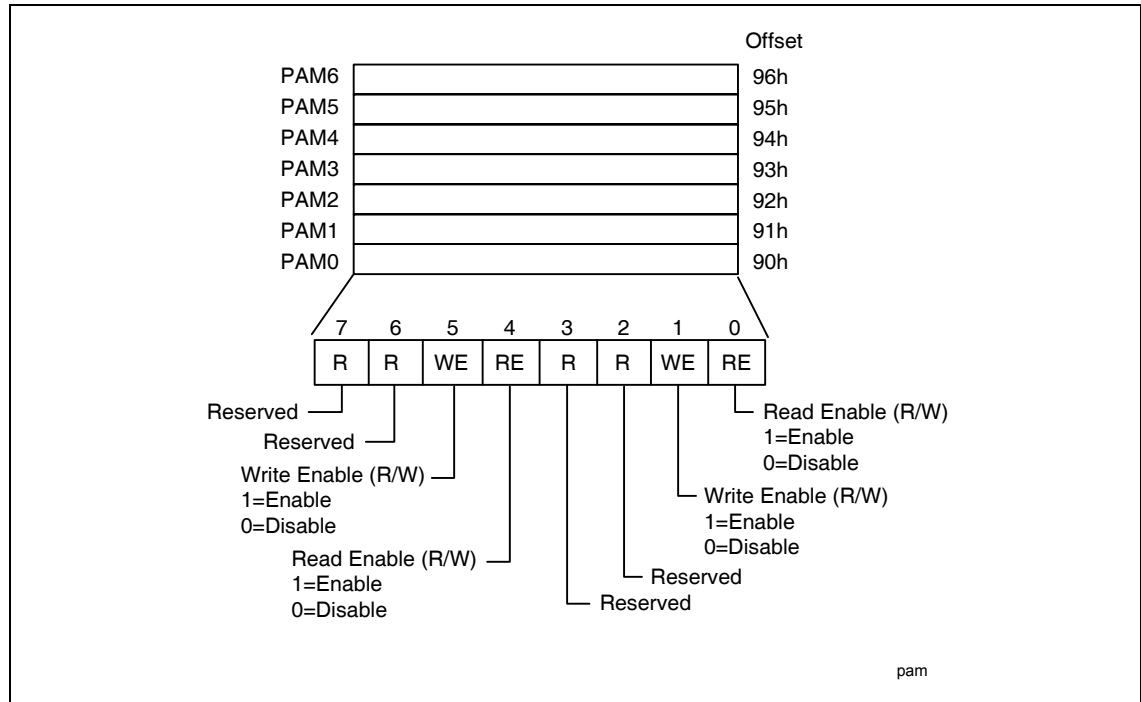 Offset
PAM6 96h
PAM5 95h
PAM4 94h
PAM3 93h
PAM2 92h
PAM1 91h
PAM0 90h
7 6 5 4 3 2 1 0
R R WE RE R R WE RE
Reserved
Reserved
Write Enable (R/W)
1=Enable
0=Disable
Read Enable (R/W)
1=Enable
0=Disable
Reserved
Reserved
Write Enable (R/W)
1=Enable
0=Disable
Read Enable (R/W)
1=Enable
0=Disable
pam